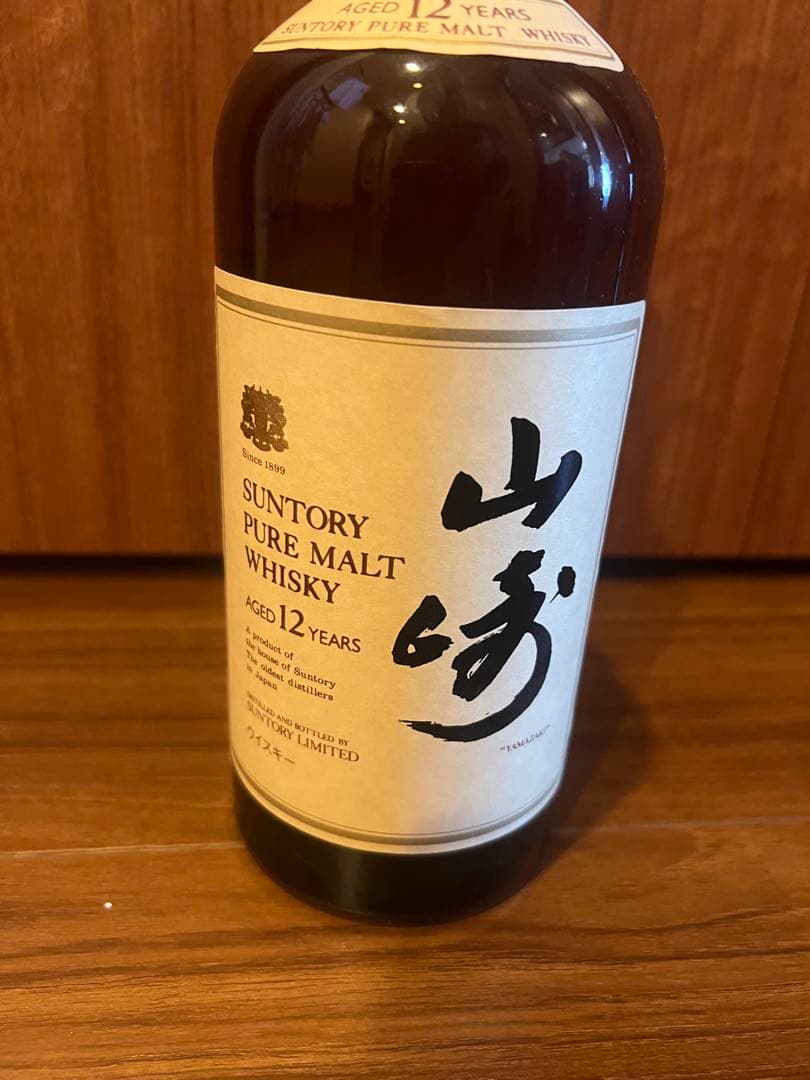 AGED 12 YEARS
SUNTORY PURE MALT WHISKY
Since 1899
SUNTORY
PURE MALT
WHISKY
AGED 12 YEARS
A product of
the house of Suntory
The oldest distillers
in Japan
DISTILLED AND BOTTLED BY
SUNTORY LIMITED
ウイスキー
山崎
"YAMAZAKI"